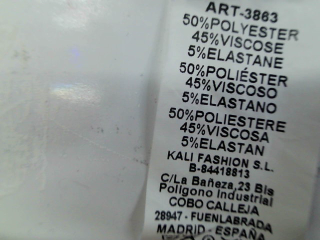 ART-3863
50%POLYESTER
45%VISCOSE
5%ELASTANE
50%POLIÉSTER
45%VISCOSO
5%ELASTANO
50%POLIESTERE
45%VISCOSA
5%ELASTAN
KALI FASHION S.L.
B-84418813
C/La Bañeza,23 Bis
Poligono Industrial
COBO CALLEJA
28947 - FUENLABRADA
MADRID - ESPAÑA